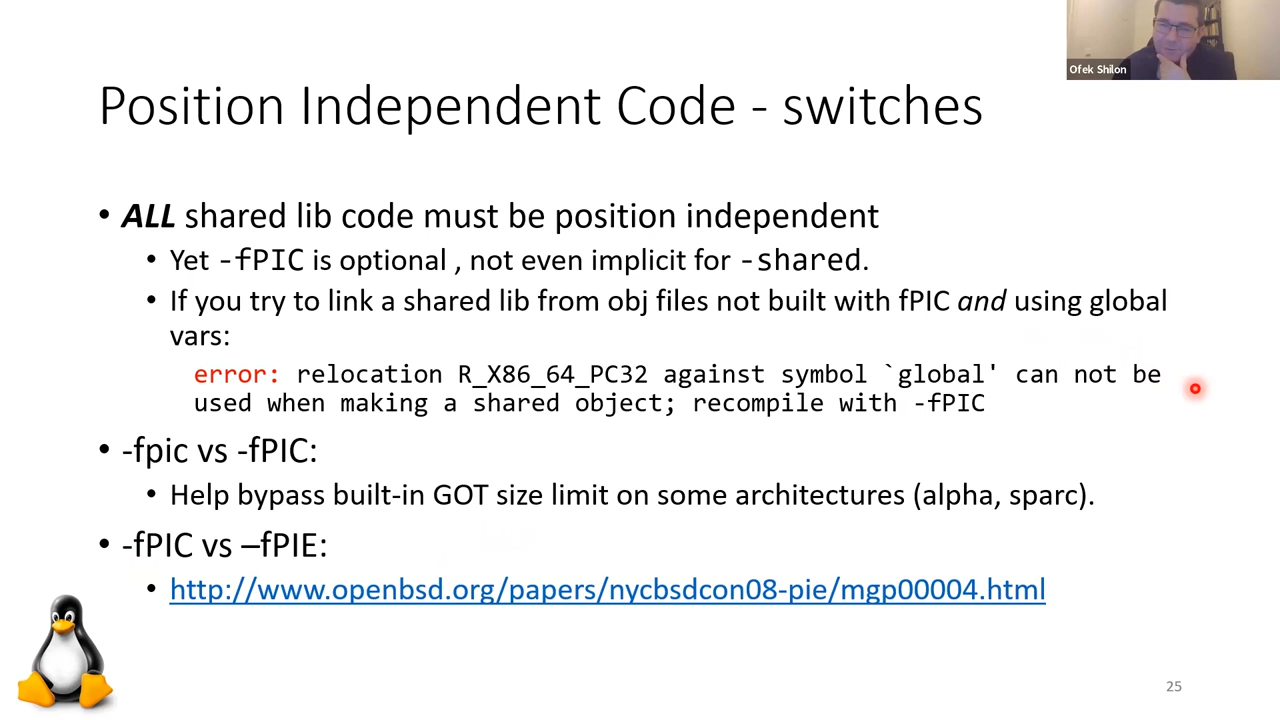 Ofek Shilon
Position Independent Code - switches
• ALL shared lib code must be position independent
• Yet -fPIC is optional , not even implicit for -shared.
• If you try to link a shared lib from obj files not built with fPIC and using global
vars:
error: relocation R_X86_64_PC32 against symbol `global' can not be
used when making a shared object; recompile with -fPIC
• -fpic vs -fPIC:
• Help bypass built-in GOT size limit on some architectures (alpha, sparc).
• -fPIC vs –fPIE:
• http://www.openbsd.org/papers/nycbsdcon08-pie/mgp00004.html
25